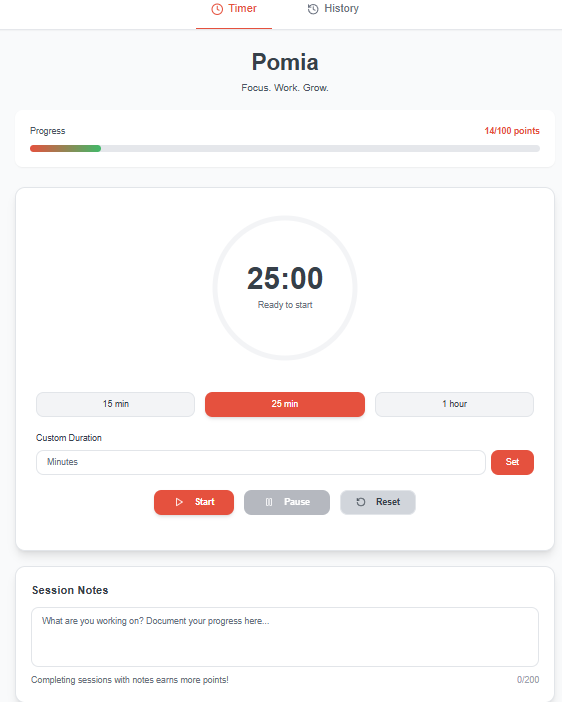 Timer History
Pomia
Focus. Work. Grow.
Progress 14/100 points
25:00
Ready to start
15 min 25 min 1 hour
Custom Duration
Minutes Set
Start Pause Reset
Session Notes
What are you working on? Document your progress here...
Completing sessions with notes earns more points! 0/200